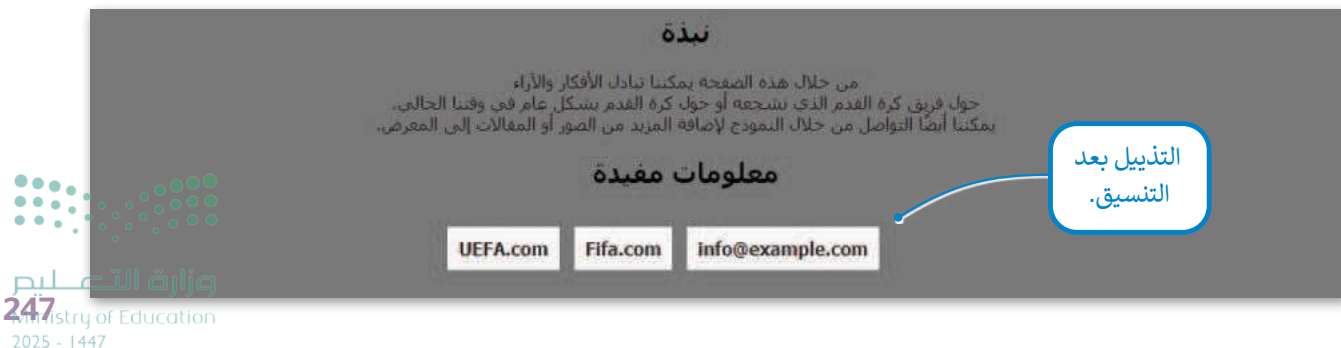 نبذة
من خلال هذه الصفحة يمكننا تبادل الأفكار والآراء
حول فريق كرة القدم الذي نشجعه أو حول كرة القدم بشكل عام في وقتنا الحالي.
يمكننا أيضًا التواصل من خلال النموذج لإضافة المزيد من الصور أو المقالات إلى المعرض.
معلومات مفيدة
UEFA.com Fifa.com info@example.com
التذييل بعد
التنسيق.
وزارة التعليم
247
Ministry of Education
2025 - 1447